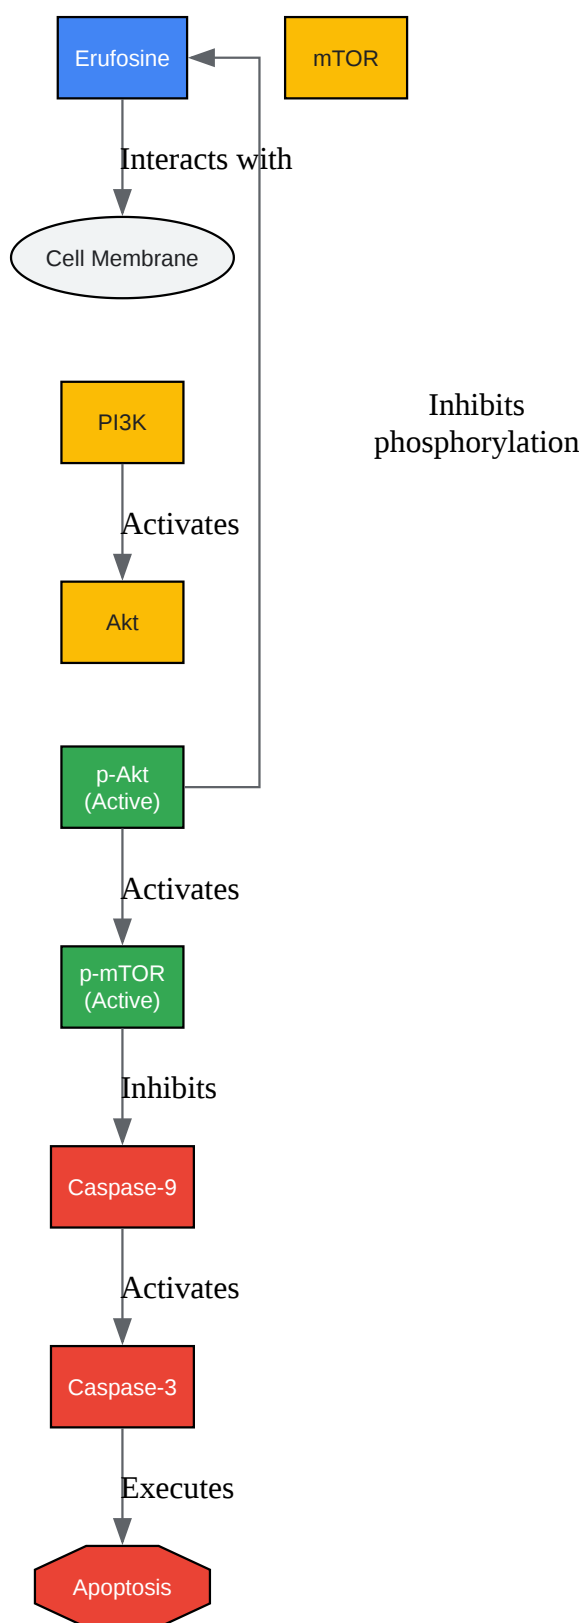 Erufosine
mTOR
Interacts with
Cell Membrane
PI3K
Inhibits
phosphorylation
Activates
Akt
p-Akt
(Active)
Activates
p-mTOR
(Active)
Inhibits
Caspase-9
Activates
Caspase-3
Executes
Apoptosis